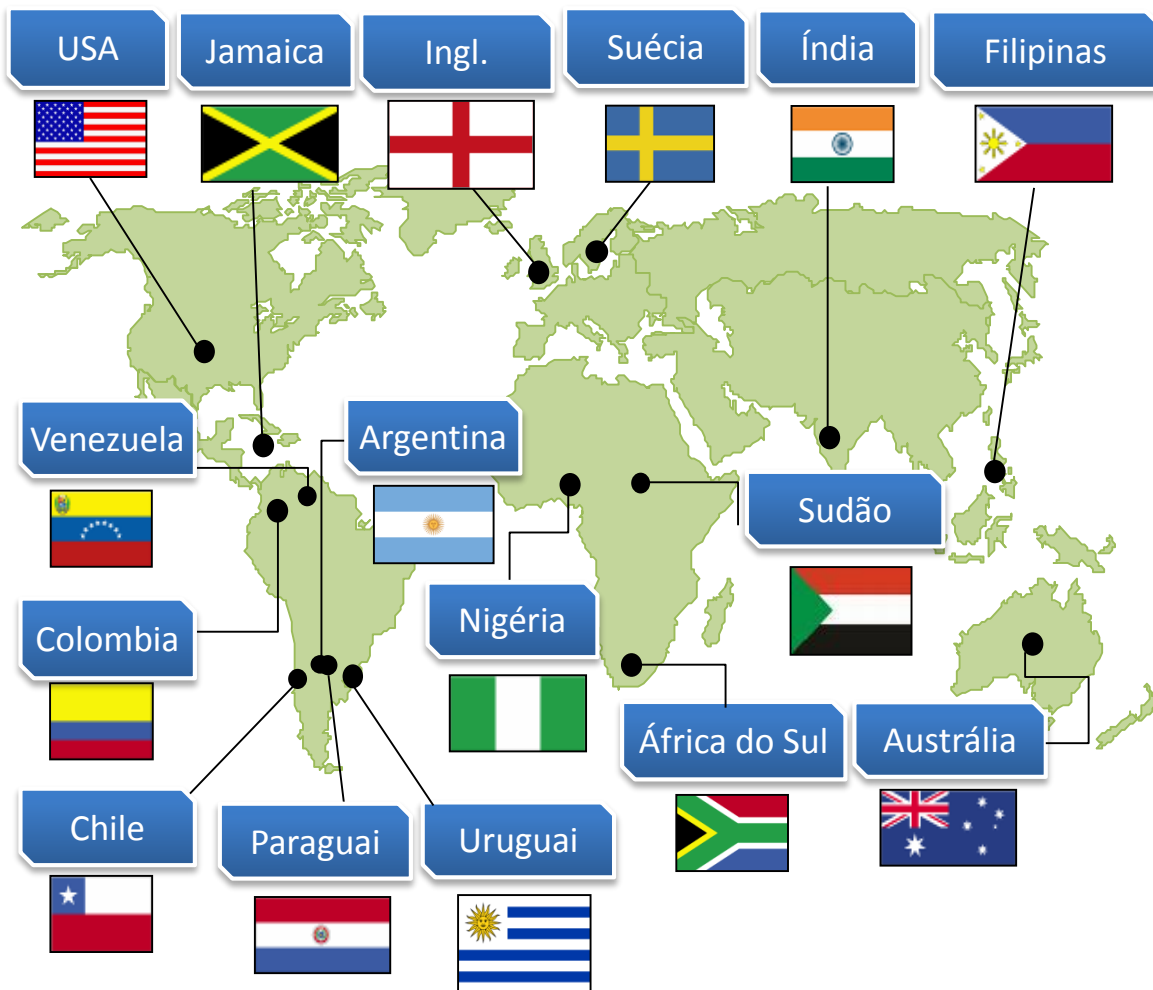 USA
Jamaica
Ingl.
Suécia
Índia
Filipinas
Venezuela
Argentina
Sudão
Colombia
Nigéria
África do Sul
Austrália
Chile
Paraguai
Uruguai